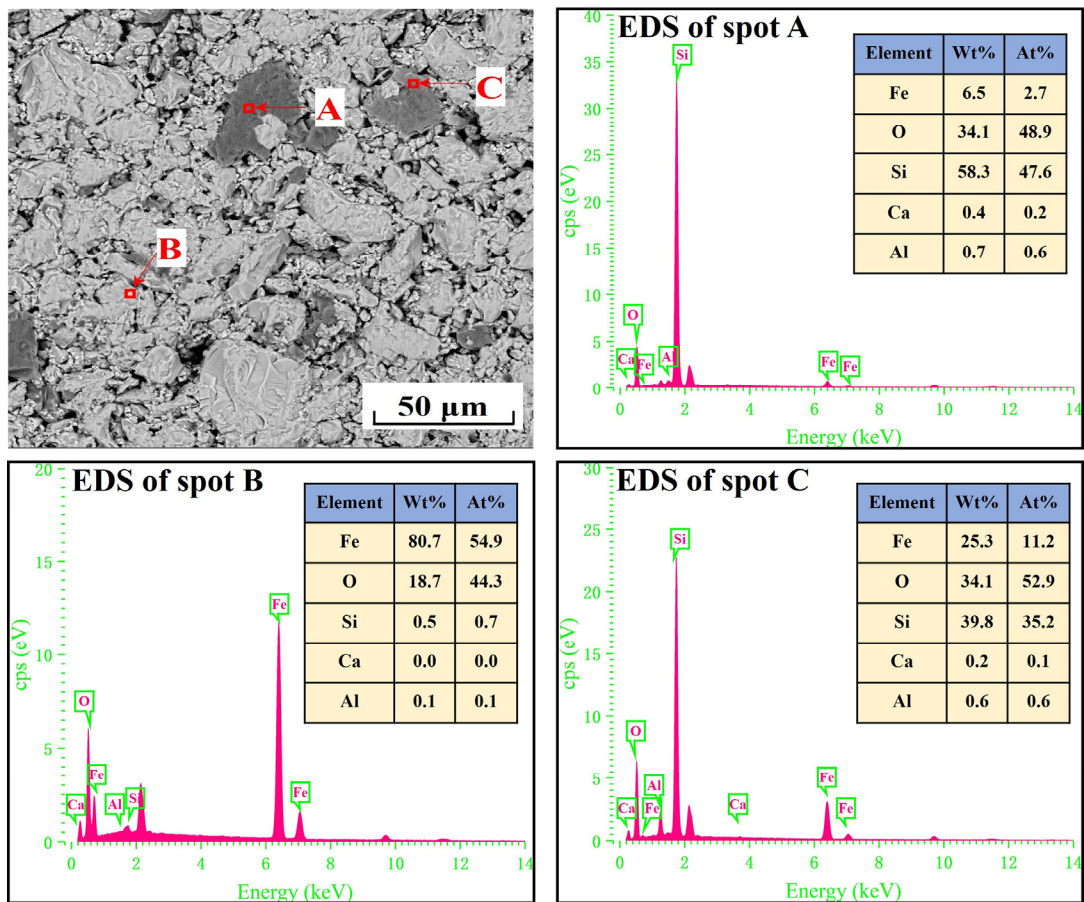 A
C
B
50 µm
EDS of spot A
Element Wt% At%
Fe 6.5 2.7
O 34.1 48.9
Si 58.3 47.6
Ca 0.4 0.2
Al 0.7 0.6
Si
O
Ca
Fe
Al
Fe
Fe
cps (eV)
40
35
30
25
20
15
10
5
0
0 2 4 6 8 10 12 14
Energy (keV)
EDS of spot B
Element Wt% At%
Fe 80.7 54.9
O 18.7 44.3
Si 0.5 0.7
Ca 0.0 0.0
Al 0.1 0.1
Fe
O
Fe
Ca
Al
Si
Fe
cps (eV)
20
15
10
5
0
0 2 4 6 8 10 12 14
Energy (keV)
EDS of spot C
Element Wt% At%
Fe 25.3 11.2
O 34.1 52.9
Si 39.8 35.2
Ca 0.2 0.1
Al 0.6 0.6
Si
O
Al
Ca
Fe
Ca
Fe
Fe
cps (eV)
30
25
20
15
10
5
0
0 2 4 6 8 10 12 14
Energy (keV)